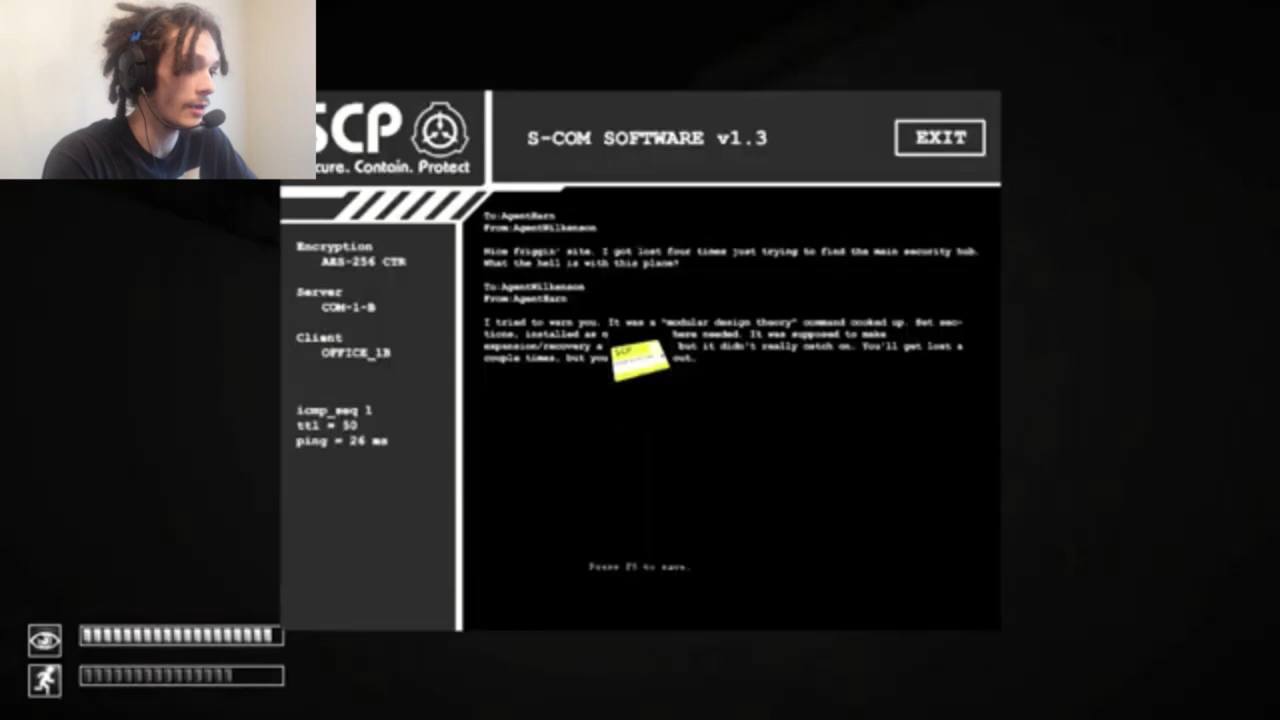 SCP
cure. Contain. Protect
S-COM SOFTWARE v1.3
EXIT
Encryption
AES-256 CTR
Server
COM-1-B
Client
OFFICE_1B
icmp_seq 1
ttl = 50
ping = 26 ms
To:AgentHarn
From:AgentWilkenson
Nice friggin' site. I got lost four times just trying to find the main security hub.
What the hell is with this place?
To:AgentWilkenson
From:AgentHarn
I tried to warn you. It was a "modular design theory" command cooked up. Set sec-
tions, installed as here needed. It was supposed to make
expansion/recovery but it didn't really catch on. You'll get lost a
couple times, but you out.
SCP
Press F5 to save.